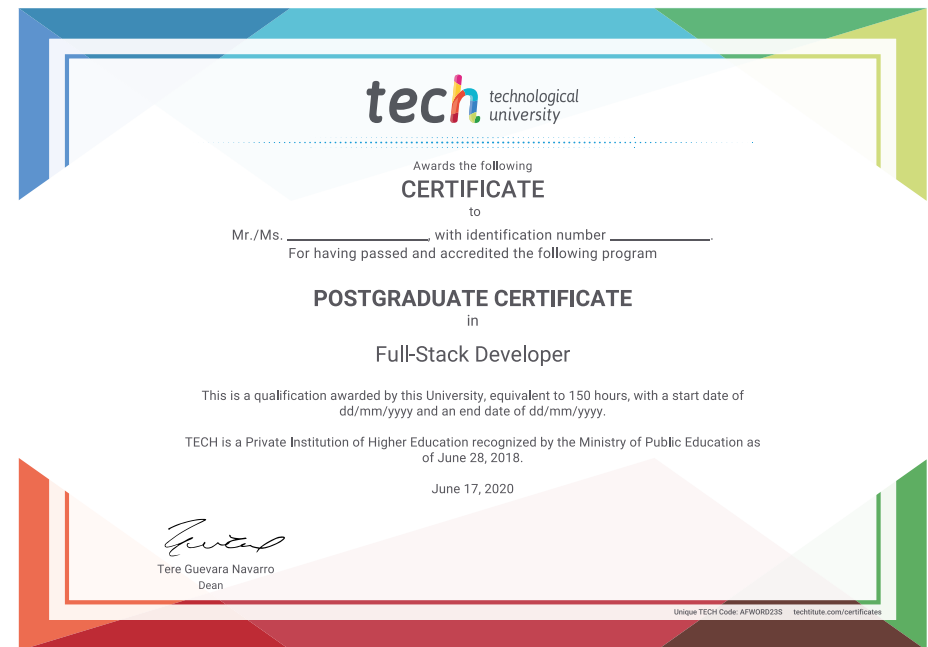 tech technological
university
Awards the following
CERTIFICATE
to
Mr./Ms. ____________________, with identification number ______________.
For having passed and accredited the following program
POSTGRADUATE CERTIFICATE
in
Full-Stack Developer
This is a qualification awarded by this University, equivalent to 150 hours, with a start date of
dd/mm/yyyy and an end date of dd/mm/yyyy.
TECH is a Private Institution of Higher Education recognized by the Ministry of Public Education as
of June 28, 2018.
June 17, 2020
Tere Guevara Navarro
Dean
Unique TECH Code: AFWORD23S techtitute.com/certificates